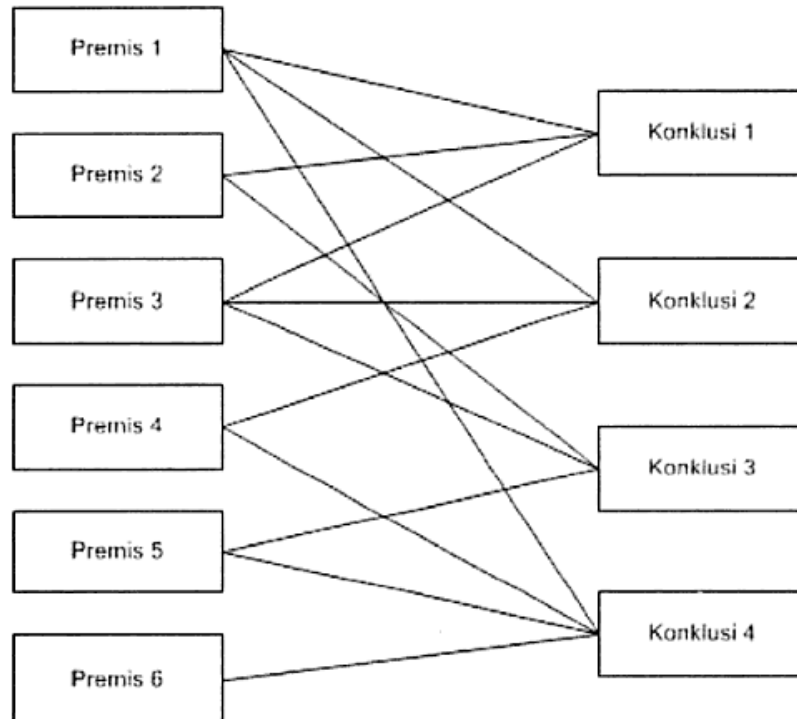 Premis 1
Premis 2
Premis 3
Premis 4
Premis 5
Premis 6
Konklusi 1
Konklusi 2
Konklusi 3
Konklusi 4